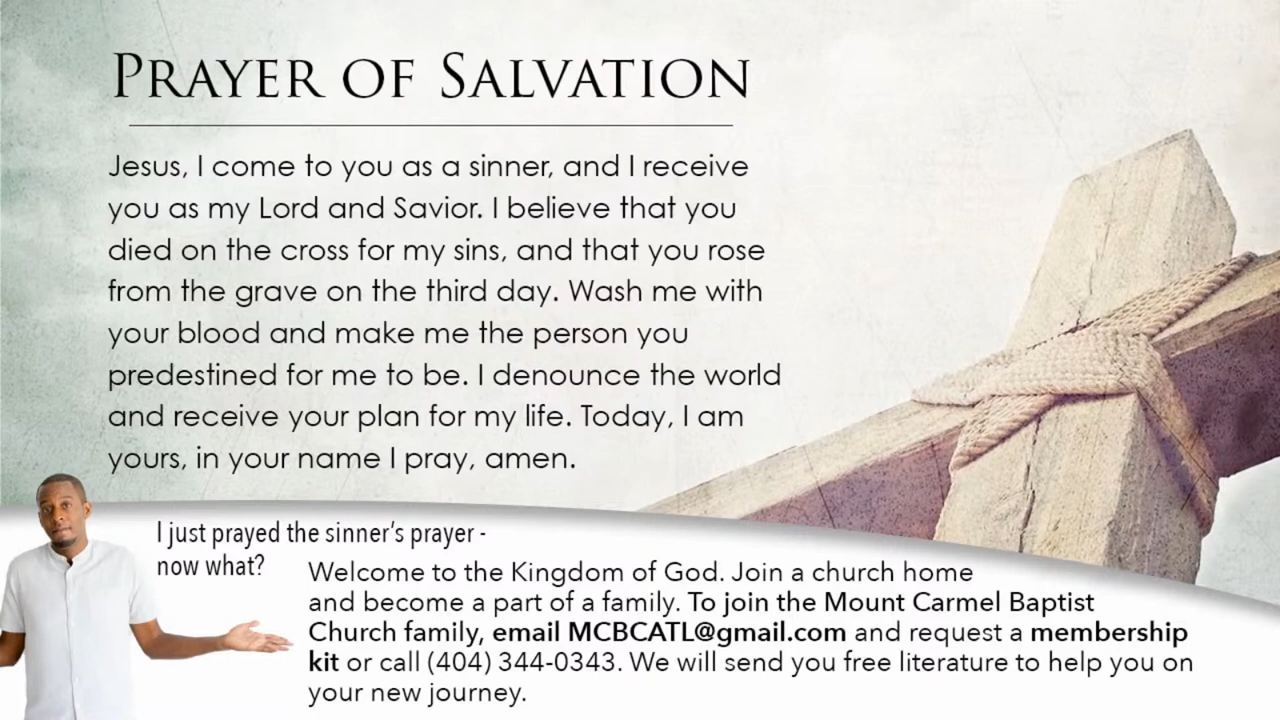 PRAYER OF SALVATION
Jesus, I come to you as a sinner, and I receive
you as my Lord and Savior. I believe that you
died on the cross for my sins, and that you rose
from the grave on the third day. Wash me with
your blood and make me the person you
predestined for me to be. I denounce the world
and receive your plan for my life. Today, I am
yours, in your name I pray, amen.
I just prayed the sinner's prayer -
now what?
Welcome to the Kingdom of God. Join a church home
and become a part of a family. To join the Mount Carmel Baptist
Church family, email MCBCATL@gmail.com and request a membership
kit or call (404) 344-0343. We will send you free literature to help you on
your new journey.